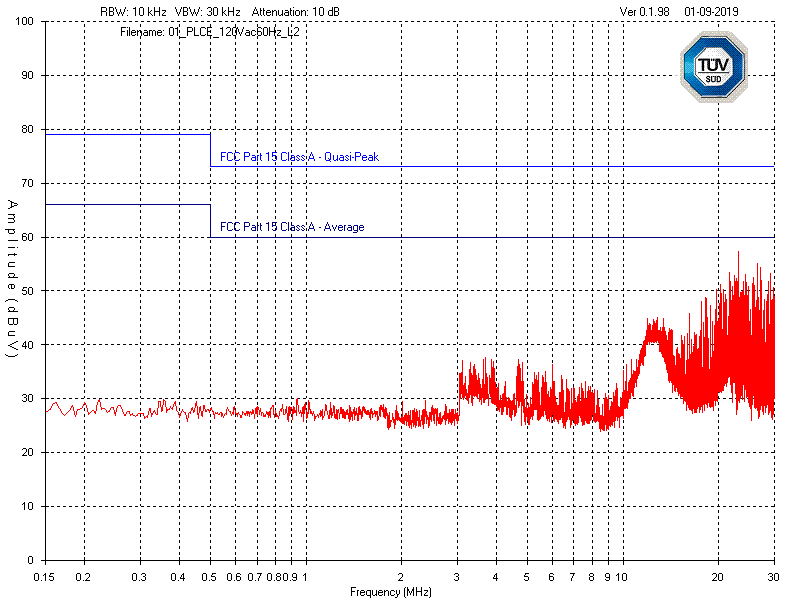 RBW: 10 kHz VBW: 30 kHz Attenuation: 10 dB Ver 0.1.98 01-09-2019
Filename: 01_PLCE_120Vac60Hz_L2
TÜV
SÜD
100
90
80
FCC Part 15 Class A - Quasi-Peak
70
FCC Part 15 Class A - Average
60
50
40
30
20
10
0
Amplitude (dBuV)
0.15 0.2 0.3 0.4 0.5 0.6 0.7 0.8 0.9 1 2 3 4 5 6 7 8 9 10 20 30
Frequency (MHz)